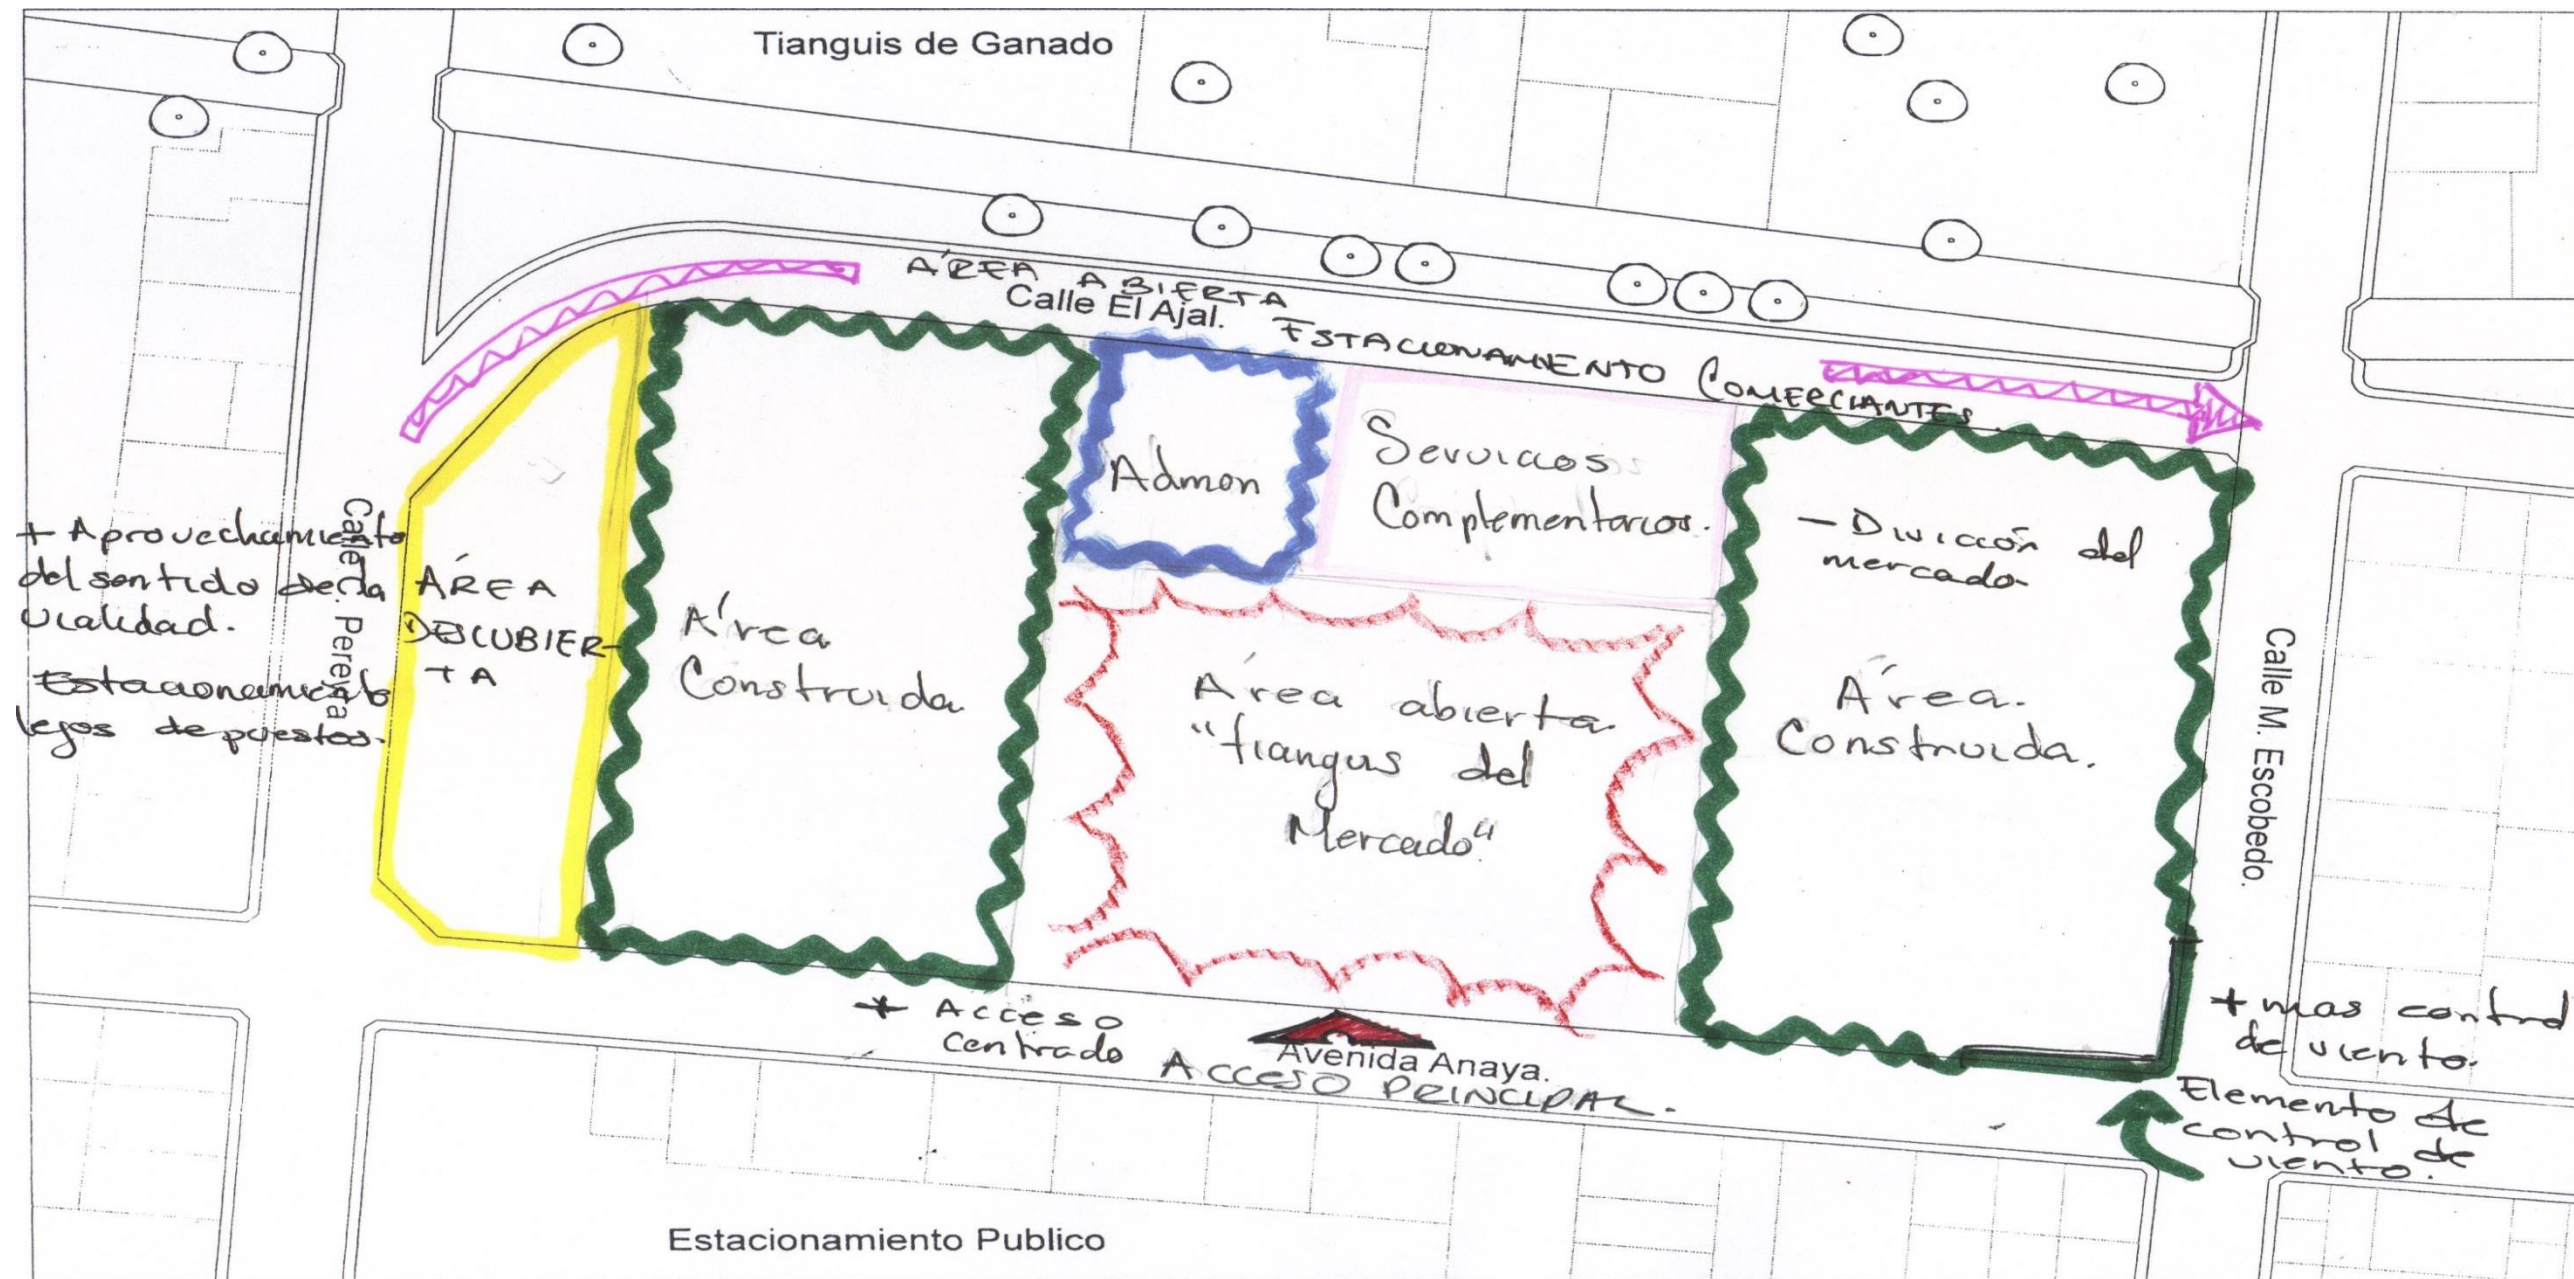 Tianguis de Ganado
ÁREA ABIERTA
Calle El Ajal.
ESTACIONAMIENTO COMERCIANTES.
Admon
Servicios
Complementarios.
- División del
mercado
+ Aprovechamiento
del sentido de la
vialidad.
Estacionamiento
lejos de puestos.
Calle J. Perena
ÁREA
DESCUBIER-
TA
Área
Construida
Área abierta
"tiangus del
Mercado"
Área.
Construida.
Calle M. Escobedo.
+ Acceso
centrado
Avenida Anaya.
ACCESO PRINCIPAL.
+ mas control
de viento.
Elemento de
control de
viento.
Estacionamiento Publico